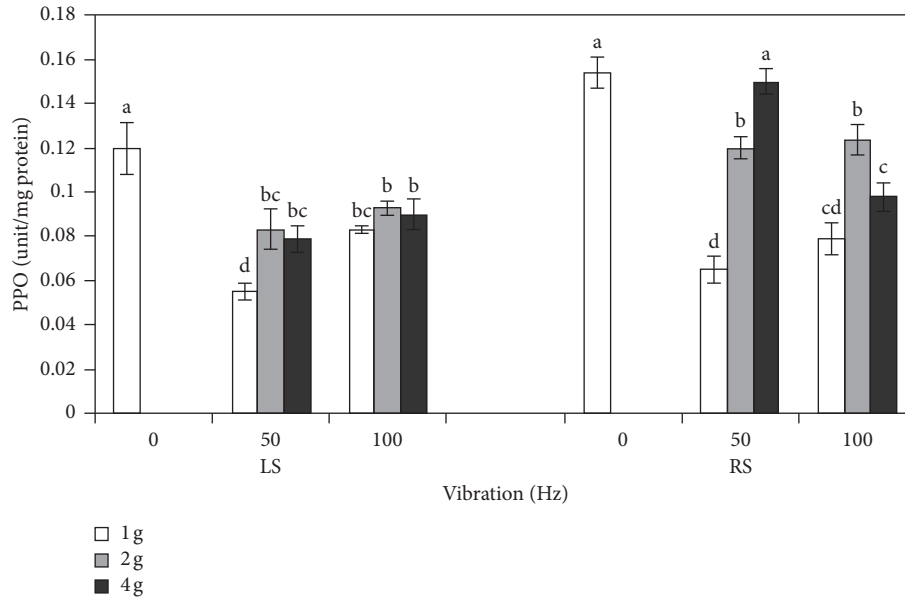 0.18
0.16
0.14
0.12
0.1
0.08
0.06
0.04
0.02
0
PPO (unit/mg protein)
a
d
bc
bc
bc
b
b
a
d
b
a
cd
b
c
0 50 100 0 50 100
LS RS
Vibration (Hz)
1 g
2 g
4 g